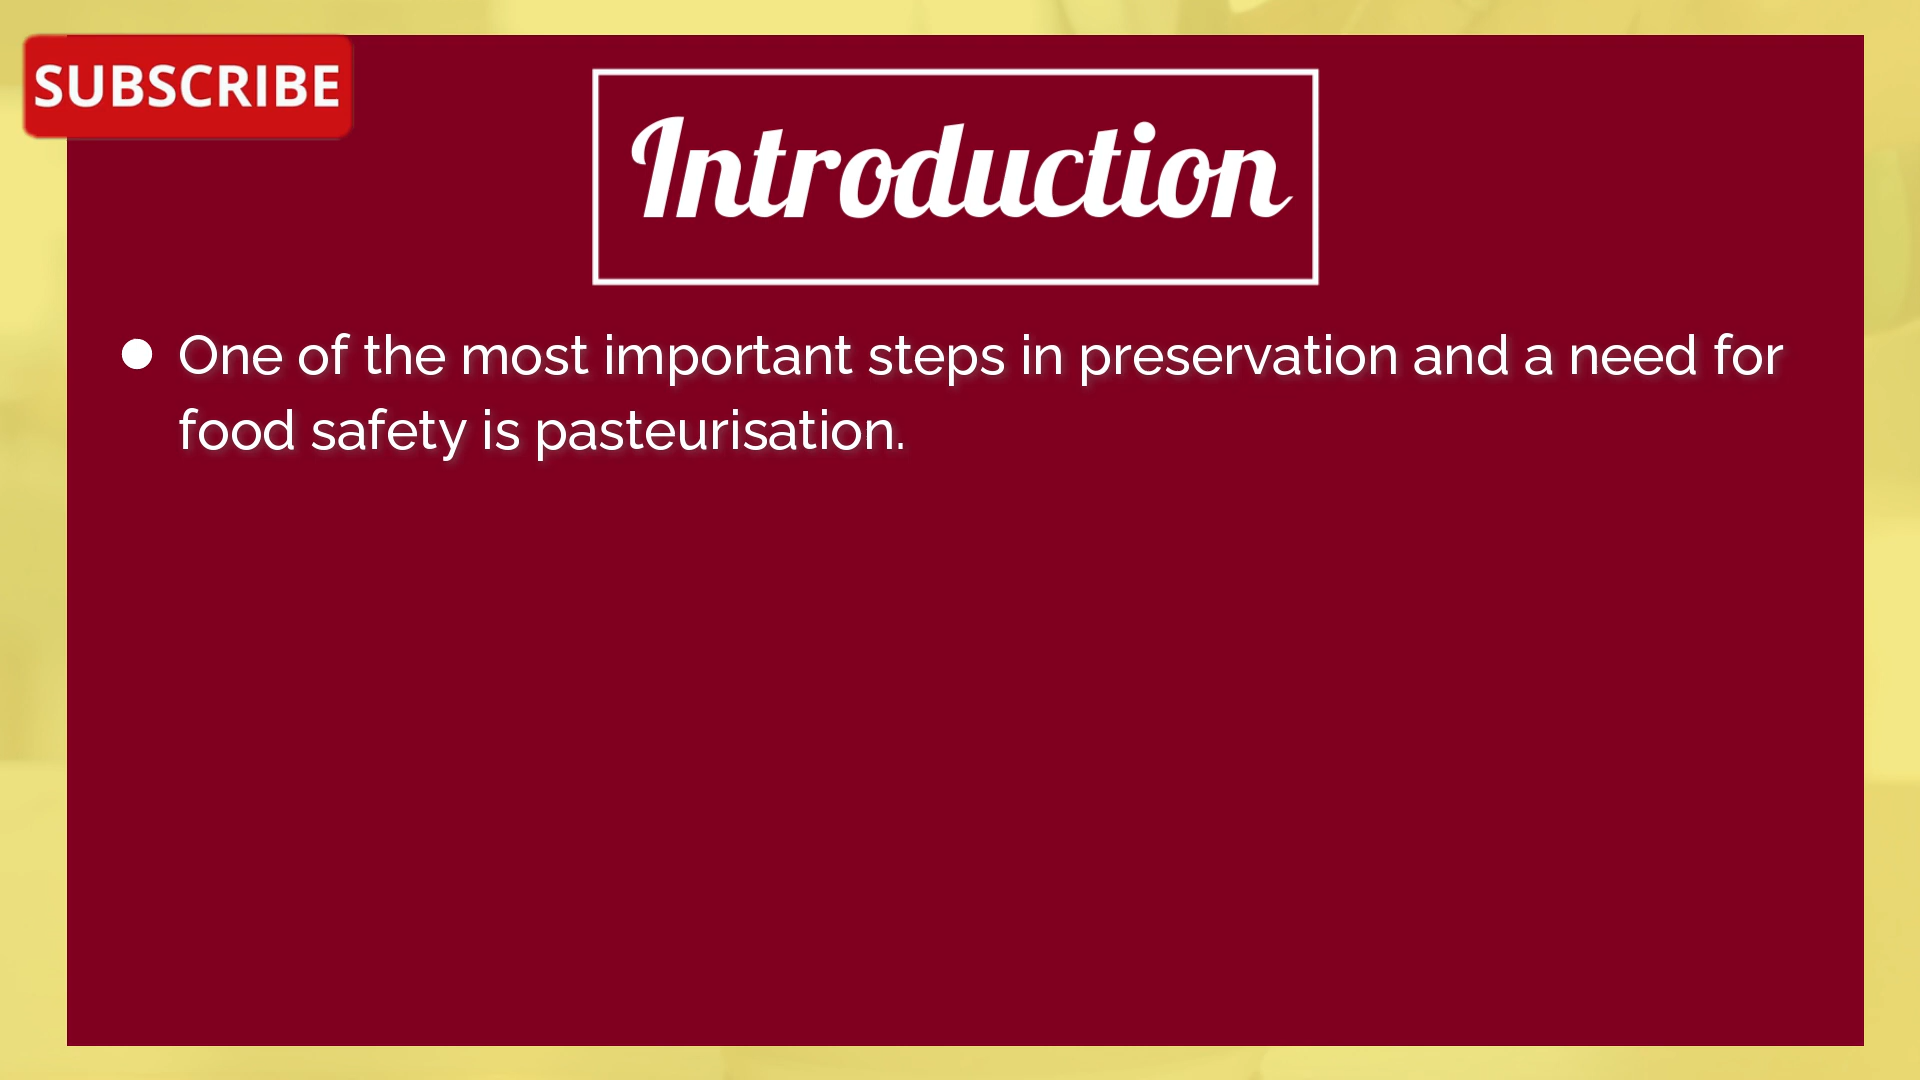 SUBSCRIBE
Introduction
● One of the most important steps in preservation and a need for
food safety is pasteurisation.